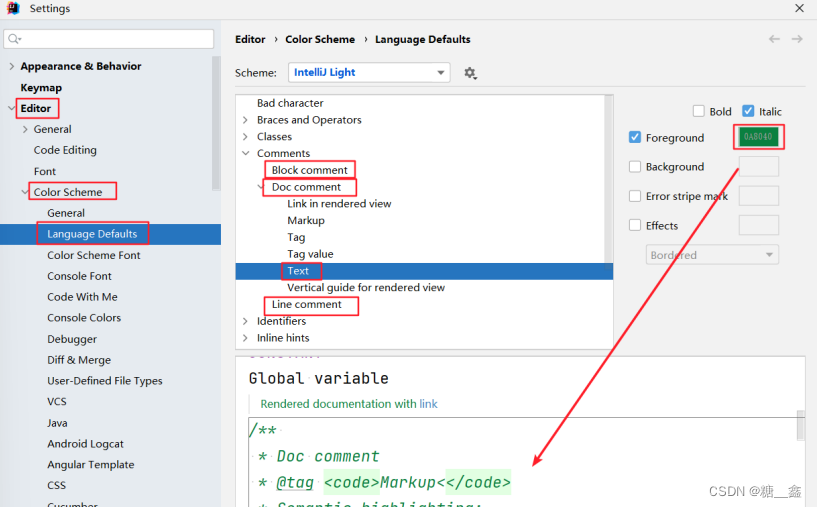 Settings
Editor › Color Scheme › Language Defaults
Appearance & Behavior
Keymap
Editor
General
Code Editing
Font
Color Scheme
General
Language Defaults
Color Scheme Font
Console Font
Code With Me
Console Colors
Debugger
Diff & Merge
User-Defined File Types
VCS
Java
Android Logcat
Angular Template
CSS
Cucumber
Scheme: IntelliJ Light
Bad character
Braces and Operators
Classes
Comments
Block comment
Doc comment
Link in rendered view
Markup
Tag
Tag value
Text
Vertical guide for rendered view
Line comment
Identifiers
Inline hints
Bold Italic
Foreground
Background
Error stripe mark
Effects
Bordered
Global variable
Rendered documentation with link
/**
* Doc comment
* @tag <code>Markup<</code>
* Semantic highlighting:
CSDN @糖__鑫